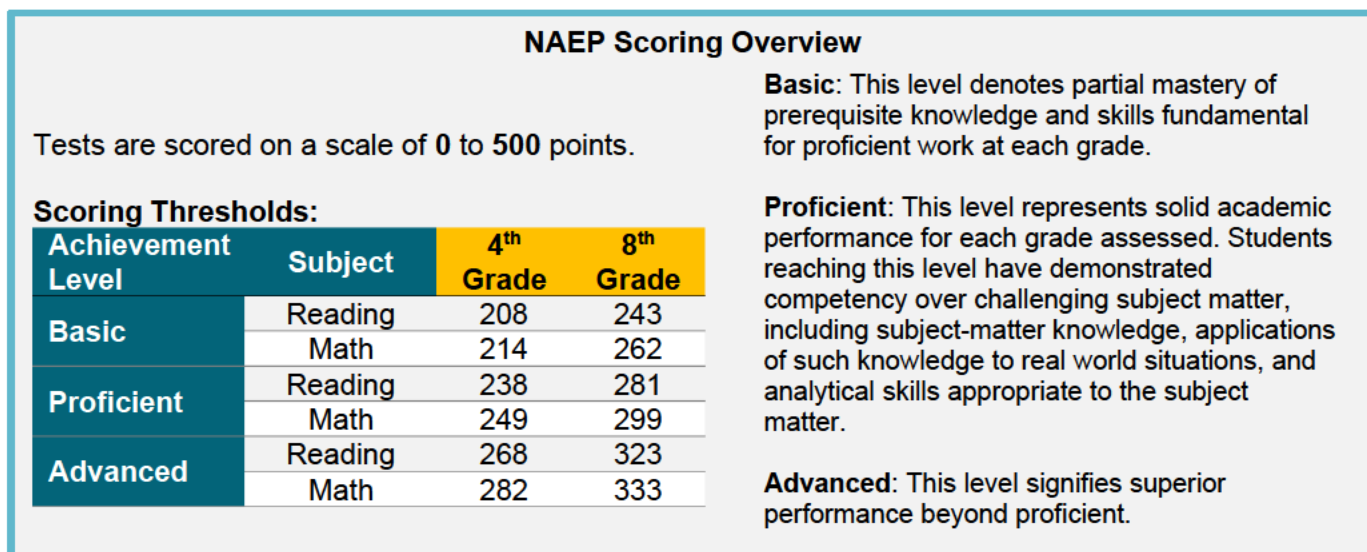 NAEP Scoring Overview
Tests are scored on a scale of 0 to 500 points.
Scoring Thresholds:
Achievement Level Subject 4th Grade 8th Grade
Basic Reading 208 243
Math 214 262
Proficient Reading 238 281
Math 249 299
Advanced Reading 268 323
Math 282 333
Basic: This level denotes partial mastery of
prerequisite knowledge and skills fundamental
for proficient work at each grade.
Proficient: This level represents solid academic
performance for each grade assessed. Students
reaching this level have demonstrated
competency over challenging subject matter,
including subject-matter knowledge, applications
of such knowledge to real world situations, and
analytical skills appropriate to the subject
matter.
Advanced: This level signifies superior
performance beyond proficient.